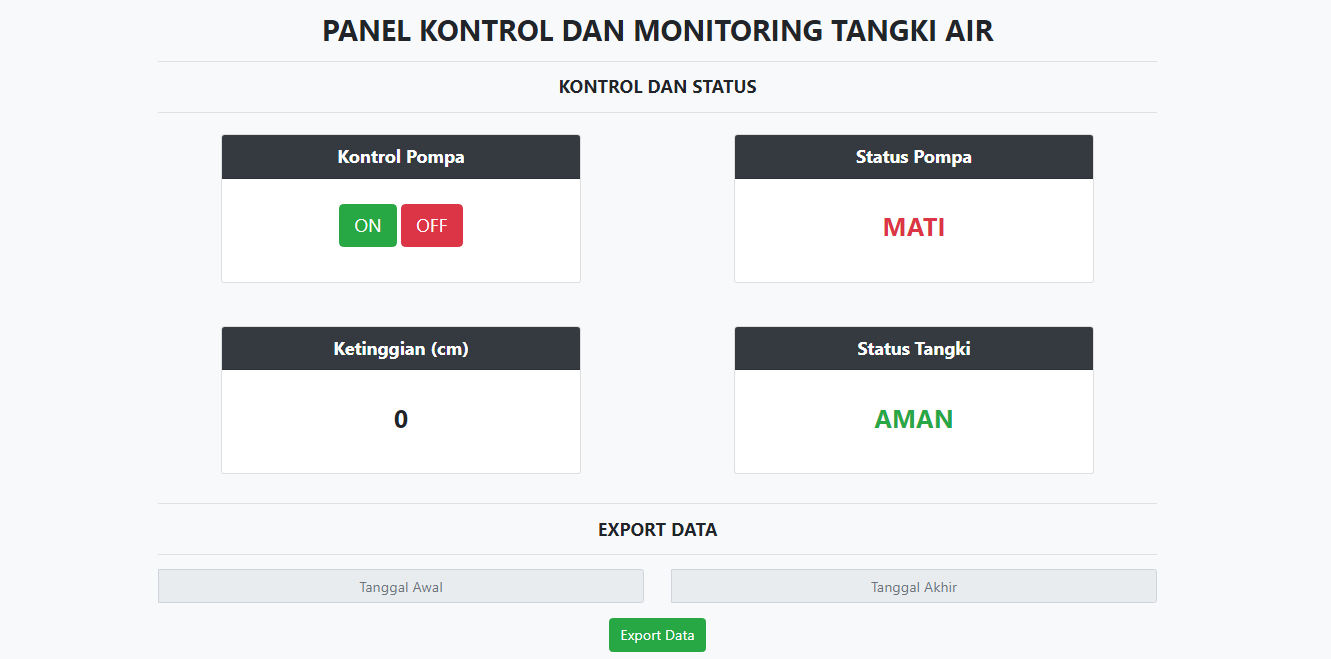 PANEL KONTROL DAN MONITORING TANGKI AIR
KONTROL DAN STATUS
Kontrol Pompa
ON OFF
Status Pompa
MATI
Ketinggian (cm)
0
Status Tangki
AMAN
EXPORT DATA
Tanggal Awal
Tanggal Akhir
Export Data